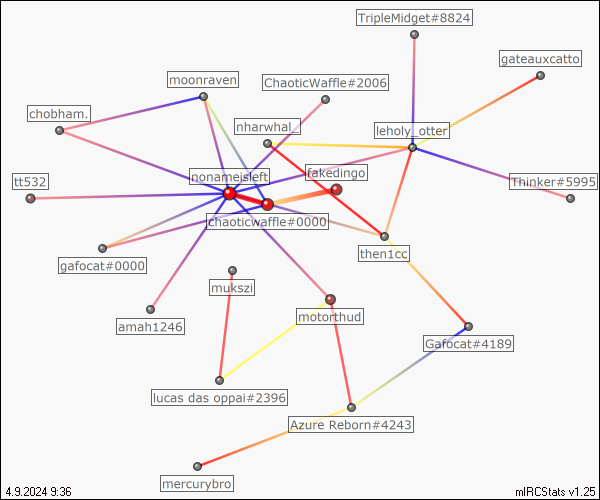 TripleMidget#8824
gateauxcatto
moonraven
ChaoticWaffle#2006
chobham.
nharwhal_
leholy_otter
nonameisleft
fakedingo
tt532
Thinker#5995
chaoticwaffle#0000
then1cc
gafocat#0000
mukszi
motorthud
amah1246
Gafocat#4189
lucas das oppai#2396
Azure Reborn#4243
mercurybro
4.9.2024 9:36
mIRCStats v1.25